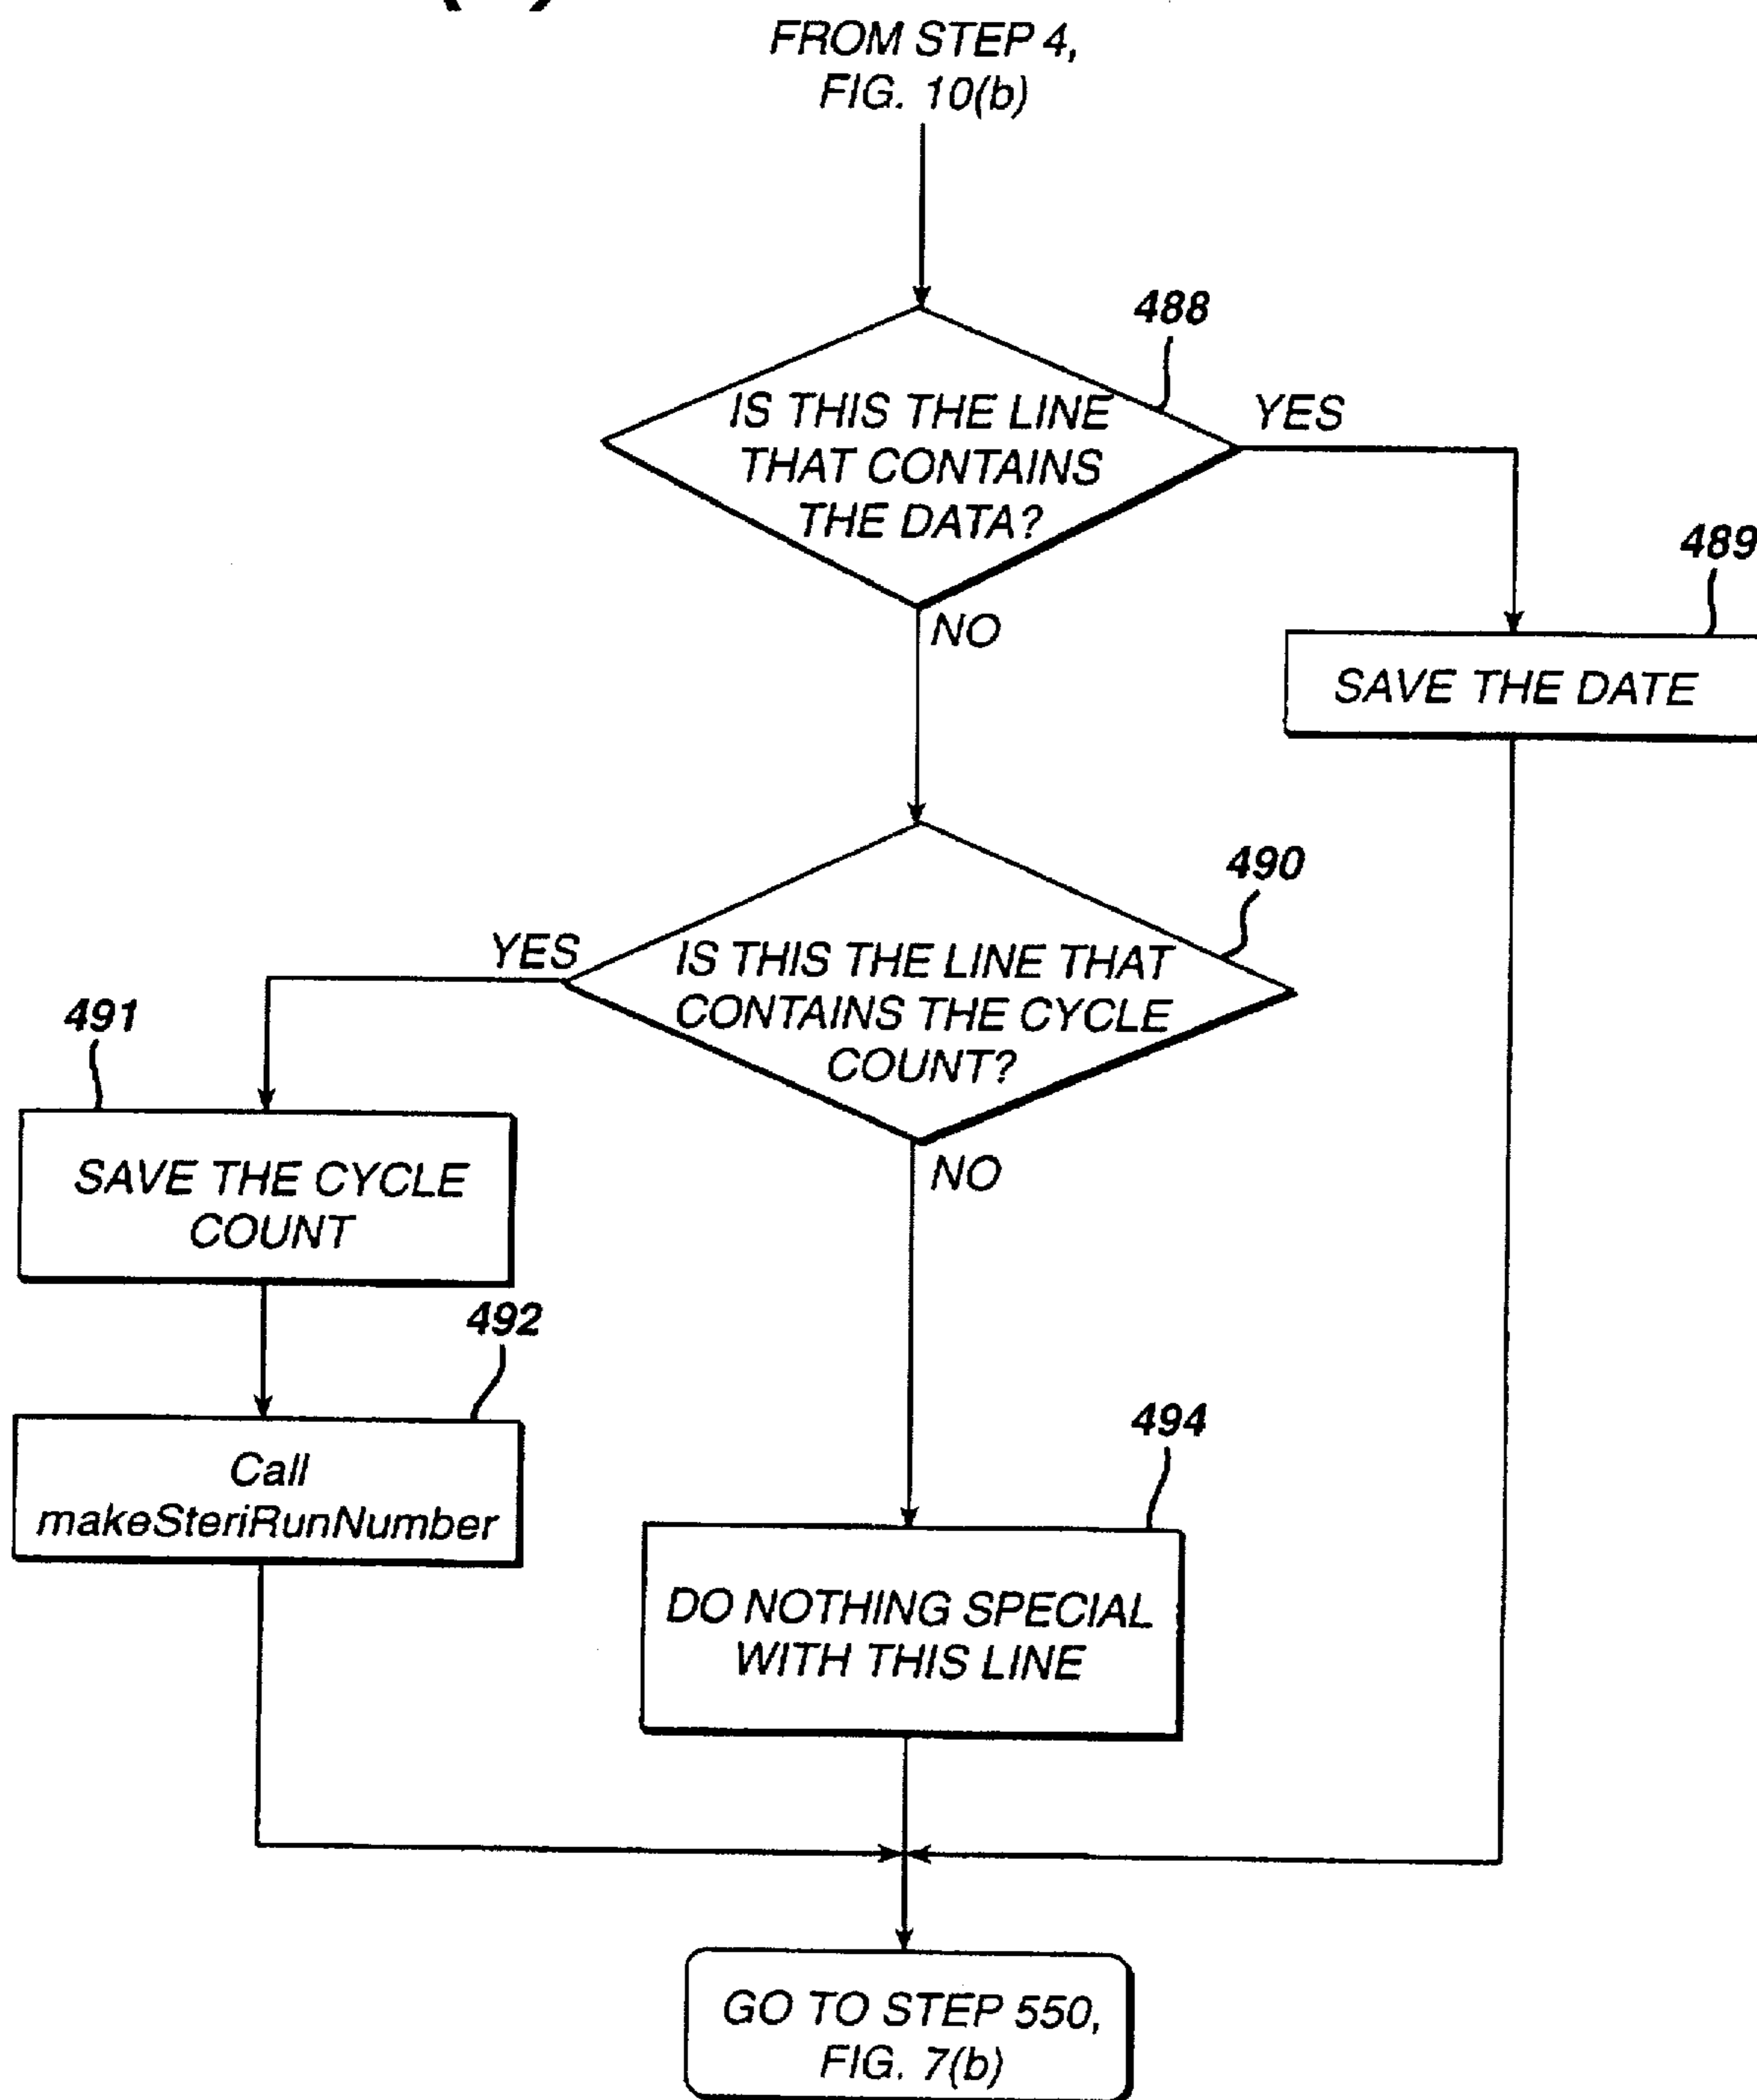 FROM STEP 4,
FIG. 10(b)
488
IS THIS THE LINE
THAT CONTAINS
THE DATA?
YES
NO
489
SAVE THE DATE
490
IS THIS THE LINE THAT
CONTAINS THE CYCLE
COUNT?
YES
NO
491
SAVE THE CYCLE
COUNT
492
Call
makeSteriRunNumber
494
DO NOTHING SPECIAL
WITH THIS LINE
GO TO STEP 550,
FIG. 7(b)